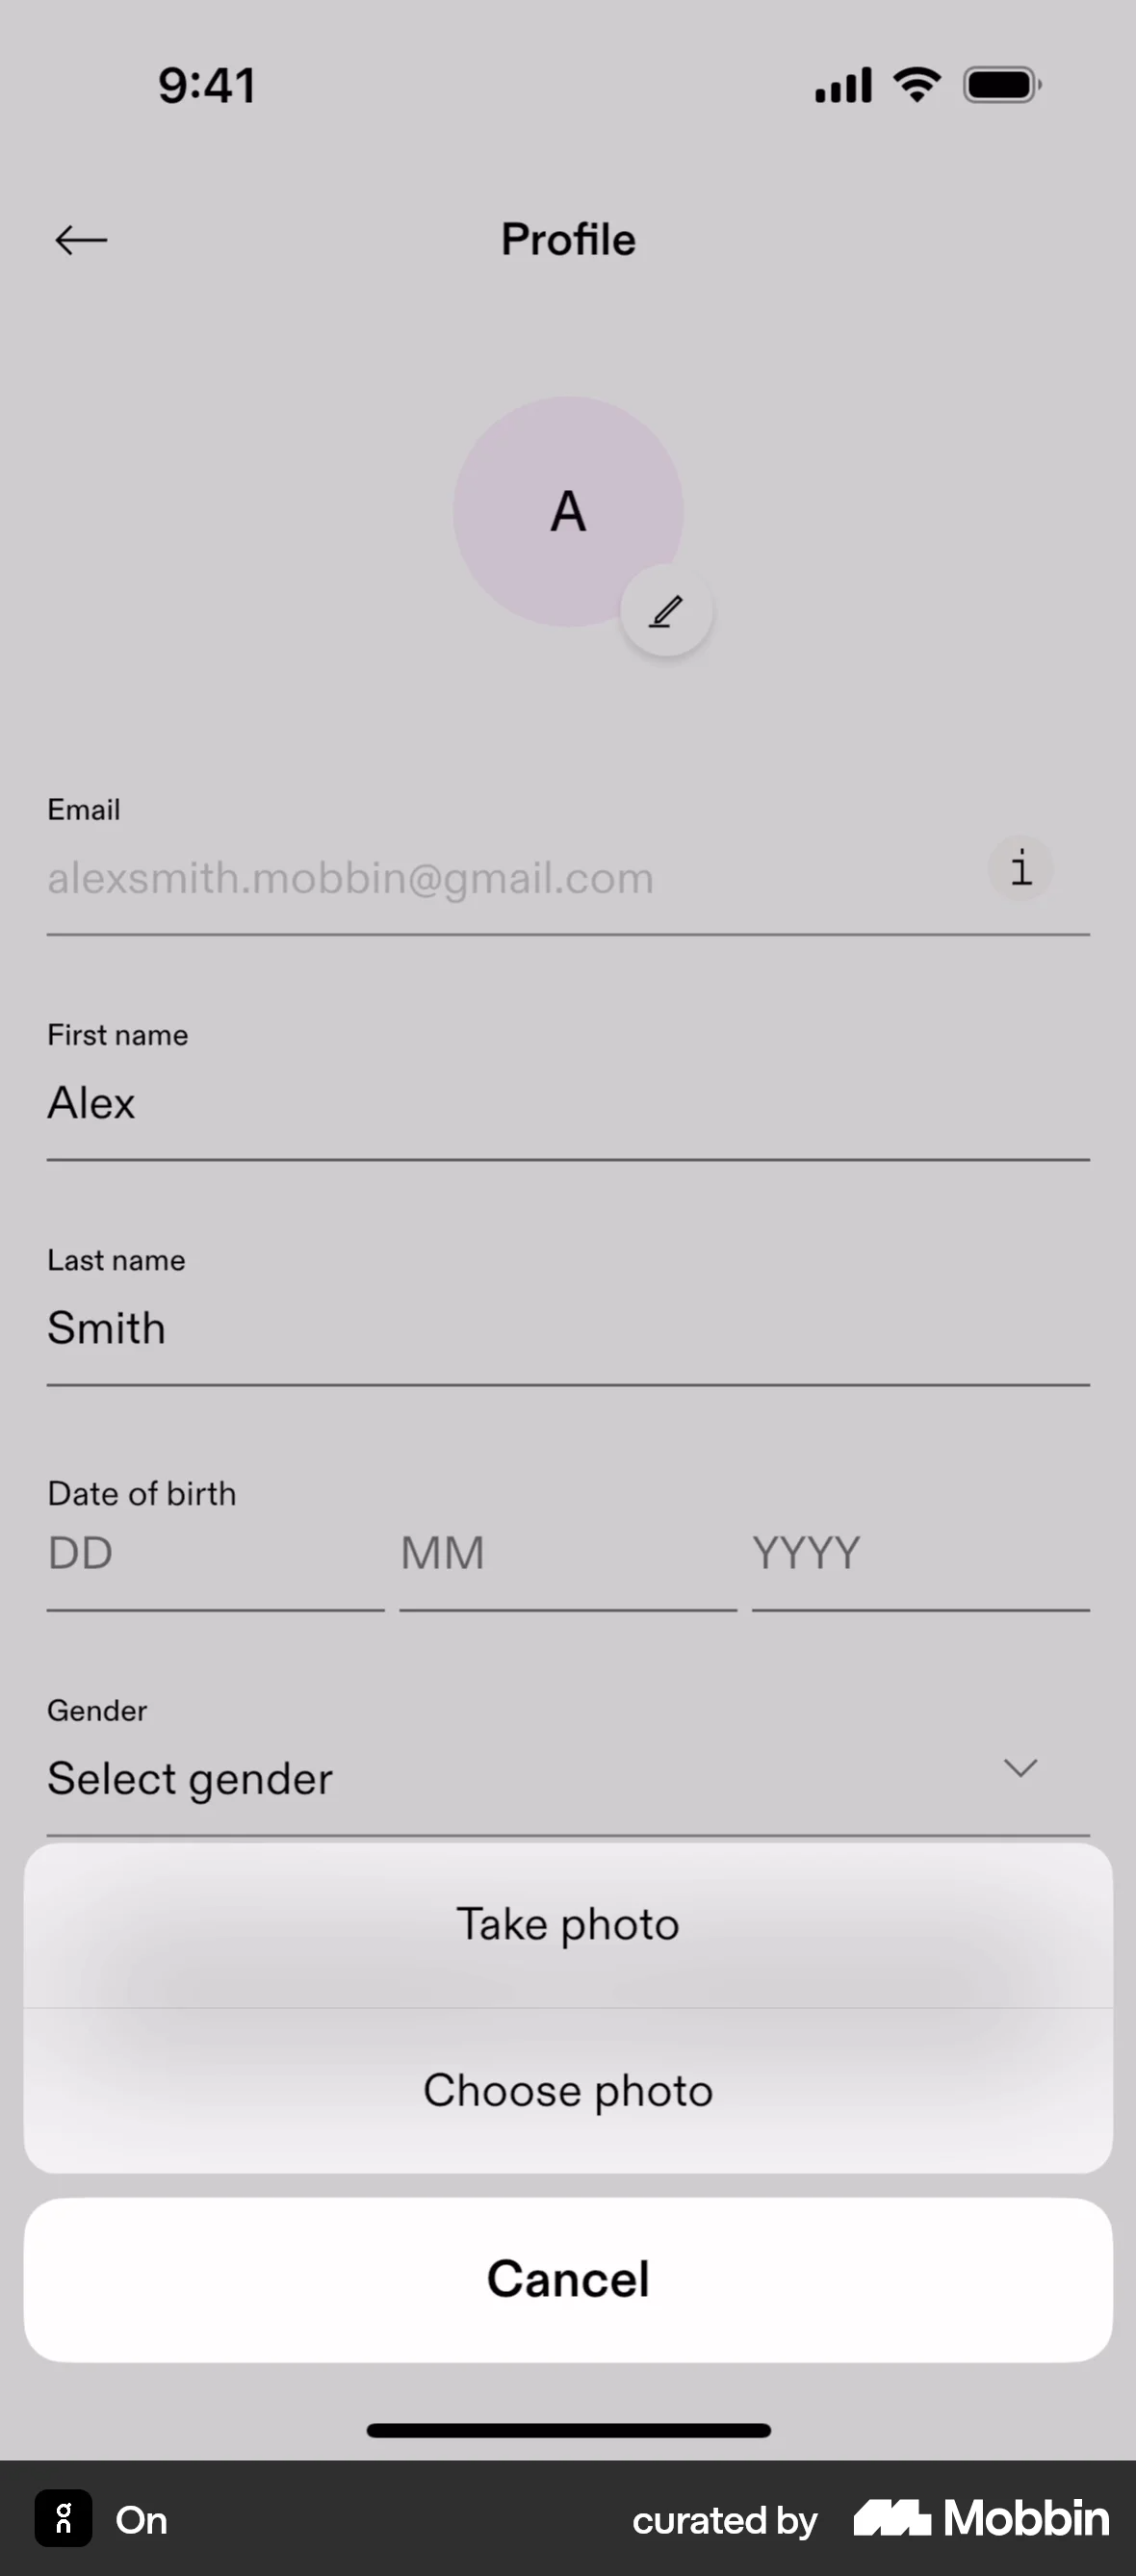 9:41
Profile
A
Email
alexsmith.mobbin@gmail.com
i
First name
Alex
Last name
Smith
Date of birth
DD MM YYYY
Gender
Select gender
Take photo
Choose photo
Cancel
On
On curated by Mobbin